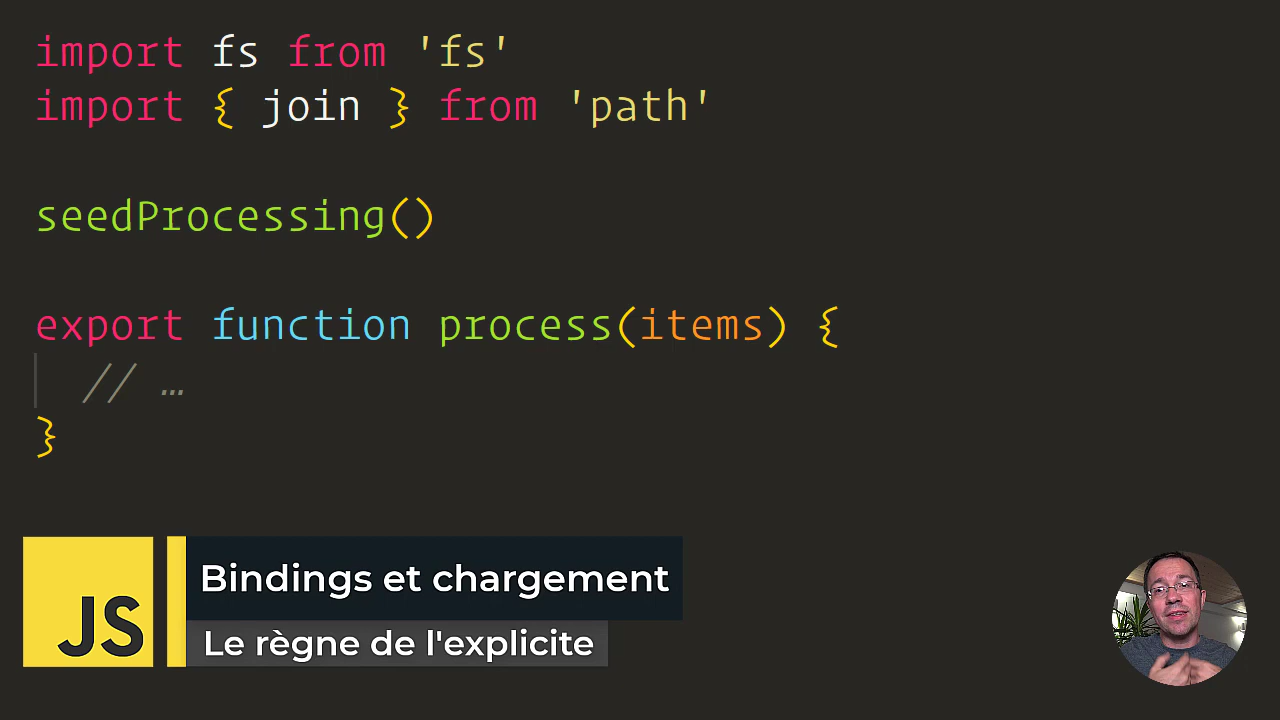 import fs from 'fs'
import { join } from 'path'
seedProcessing()
export function process(items) {
// …
}
JS
Bindings et chargement
Le règne de l'explicite